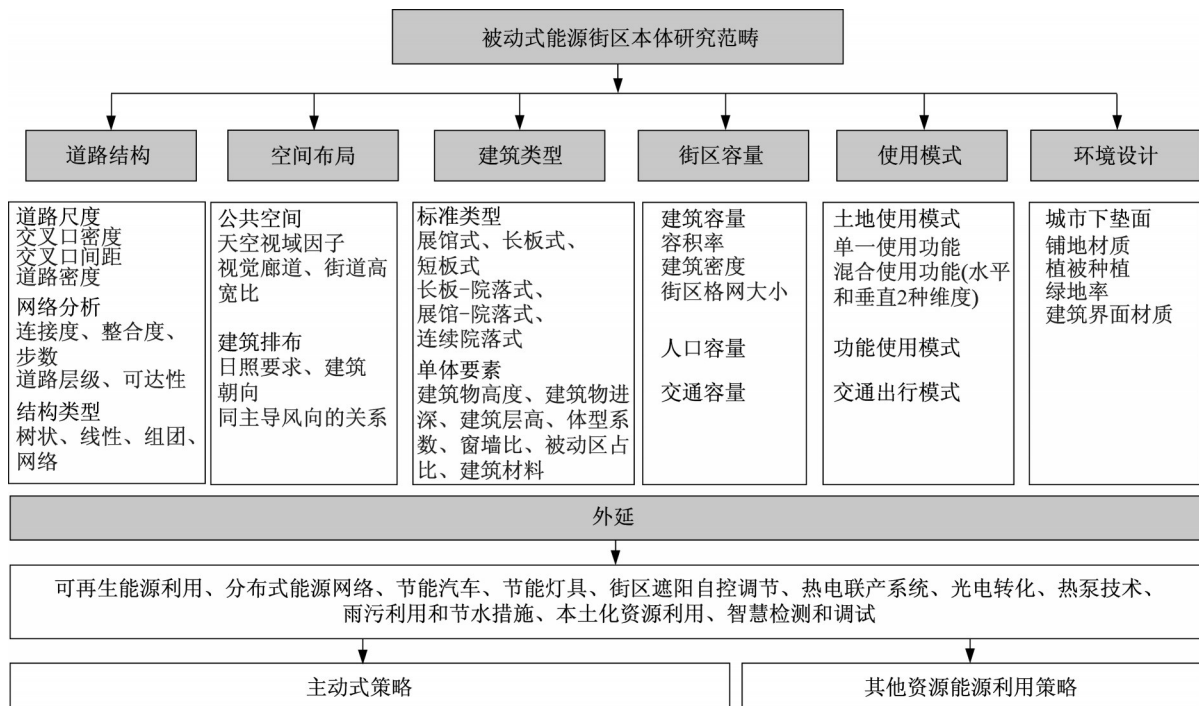 被动式能源街区本体研究范畴
道路结构
空间布局
建筑类型
街区容量
使用模式
环境设计
道路尺度
交叉口密度
交叉口间距
道路密度
网络分析
连接度、整合度、
步数
道路层级、可达性
结构类型
树状、线性、组团、
网络
公共空间
天空视域因子
视觉廊道、街道高
宽比
建筑排布
日照要求、建筑
朝向
同主导风向的关系
标准类型
展馆式、长板式、
短板式
长板-院落式、
展馆-院落式、
连续院落式
单体要素
建筑物高度、建筑物进
深、建筑层高、体型系
数、窗墙比、被动区占
比、建筑材料
建筑容量
容积率
建筑密度
街区格网大小
人口容量
交通容量
土地使用模式
单一使用功能
混合使用功能(水平
和垂直2种维度)
功能使用模式
交通出行模式
城市下垫面
铺地材质
植被种植
绿地率
建筑界面材质
外延
可再生能源利用、分布式能源网络、节能汽车、节能灯具、街区遮阳自控调节、热电联产系统、光电转化、热泵技术、
雨污利用和节水措施、本土化资源利用、智慧检测和调试
主动式策略
其他资源能源利用策略